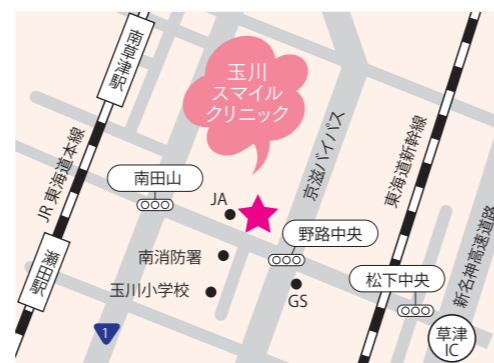 南草津駅
玉川
スマイル
クリニック
JR東海道本線
京滋バイパス
東海道新幹線
南田山
JA
野路中央
新名神高速道路
南消防署
松下中央
瀬田駅
玉川小学校
GS
1
草津
IC